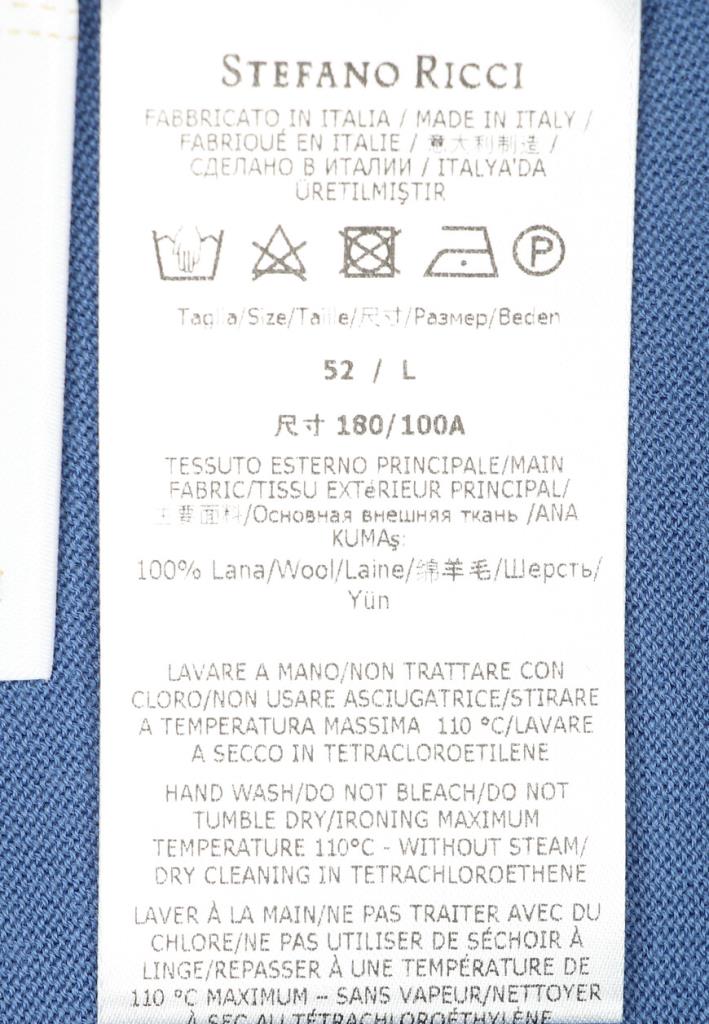 STEFANO RICCI
FABBRICATO IN ITALIA / MADE IN ITALY /
FABRIQUÉ EN ITALIE / 意大利制造 /
СДЕЛАНО В ИТАЛИИ / ITALYA'DA
ÜRETILMIŞTIR
P
Taglia/Size/Taille/尺寸/Размер/Beden
52 / L
尺寸 180/100A
TESSUTO ESTERNO PRINCIPALE/MAIN
FABRIC/TISSU EXTéRIEUR PRINCIPAL/
主要面料/Основная внешняя ткань /ANA
KUMAş:
100% Lana/Wool/Laine/绵羊毛/Шерсть/
Yün
LAVARE A MANO/NON TRATTARE CON
CLORO/NON USARE ASCIUGATRICE/STIRARE
A TEMPERATURA MASSIMA 110 °C/LAVARE
A SECCO IN TETRACLOROETILENE
HAND WASH/DO NOT BLEACH/DO NOT
TUMBLE DRY/IRONING MAXIMUM
TEMPERATURE 110°C - WITHOUT STEAM/
DRY CLEANING IN TETRACHLOROETHENE
LAVER À LA MAIN/NE PAS TRAITER AVEC DU
CHLORE/NE PAS UTILISER DE SÉCHOIR À
LINGE/REPASSER À UNE TEMPÉRATURE DE
110 °C MAXIMUM – SANS VAPEUR/NETTOYER
À SEC AU TÉTRACHLOROÉTHYLÈNE